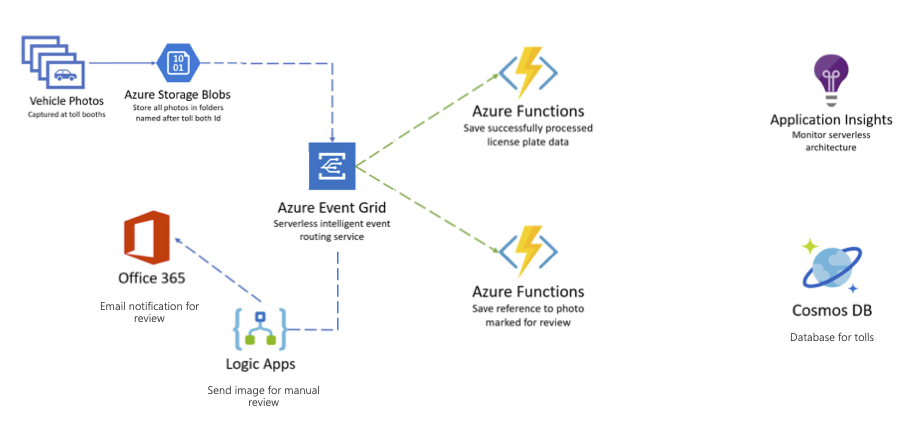 Vehicle Photos
Captured at toll booths
10
01
Azure Storage Blobs
Store all photos in folders
named after toll both Id
Azure Event Grid
Serverless intelligent event
routing service
Azure Functions
Save successfully processed
license plate data
Application Insights
Monitor serverless
architecture
Office 365
Email notification for
review
Logic Apps
Send image for manual
review
Azure Functions
Save reference to photo
marked for review
Cosmos DB
Database for tolls